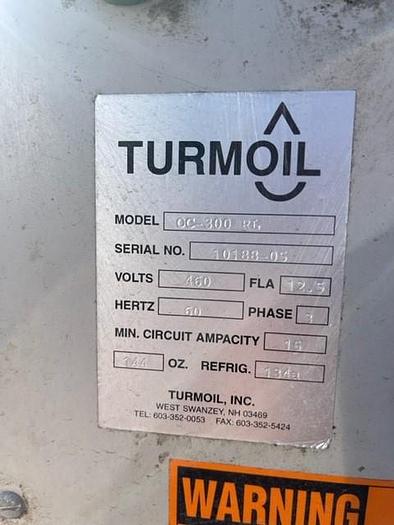 TURMOIL
MODEL OC-300 RG
SERIAL NO. 10188-05
VOLTS 460 FLA 12.5
HERTZ 60 PHASE 3
MIN. CIRCUIT AMPACITY 16
144 OZ. REFRIG. 134a
TURMOIL, INC.
WEST SWANZEY, NH 03469
TEL: 603-352-0053 FAX: 603-352-5424
WARNING